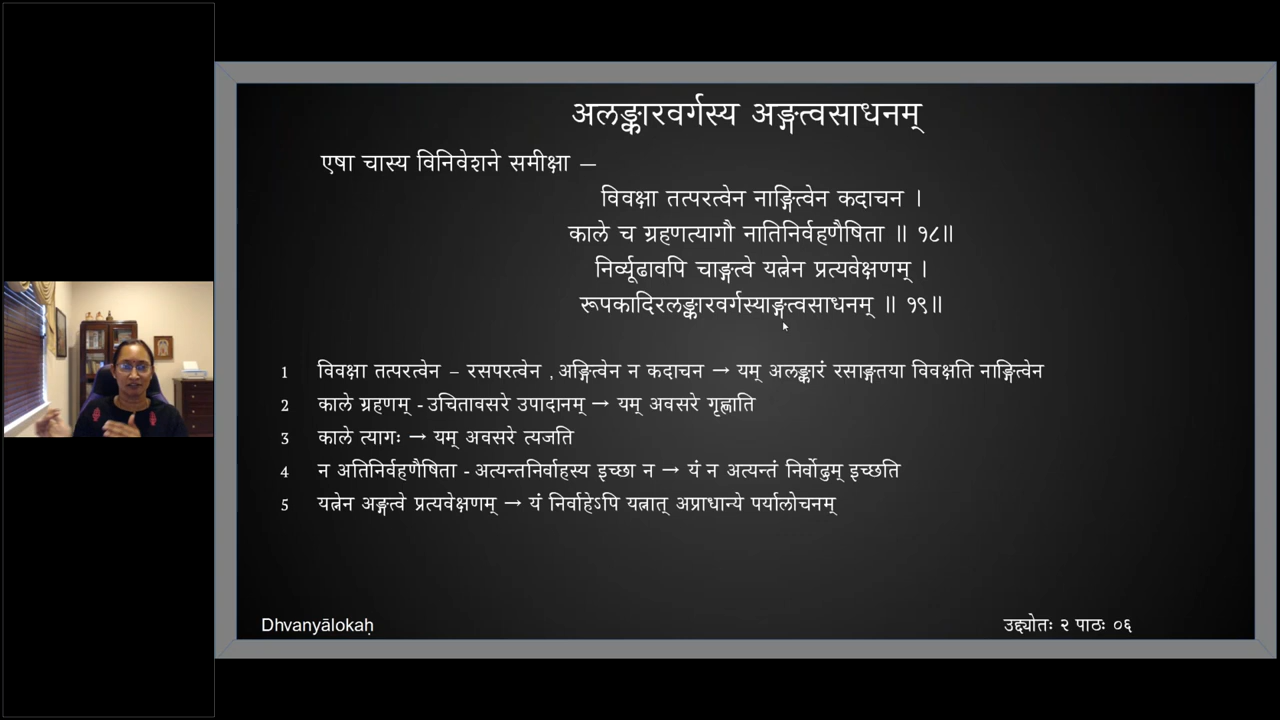 अलङ्कारवर्गस्य अङ्गत्वसाधनम्
एषा चास्य विनिवेशने समीक्षा –
विवक्षा तत्परत्वेन नाङ्गित्वेन कदाचन ।
काले च ग्रहणत्यागौ नातिनिर्वहणैषिता ॥ १८॥
निर्व्यूढावपि चाङ्गत्वे यत्नेन प्रत्यवेक्षणम् ।
रूपकादिरलङ्कारवर्गस्याङ्गत्वसाधनम् ॥ १९॥
1 विवक्षा तत्परत्वेन – रसपरत्वेन , अङ्गित्वेन न कदाचन → यम् अलङ्कारं रसाङ्गतया विवक्षति नाङ्गित्वेन
2 काले ग्रहणम् - उचितावसरे उपादानम् → यम् अवसरे गृह्णाति
3 काले त्यागः → यम् अवसरे त्यजति
4 न अतिनिर्वहणैषिता - अत्यन्तनिर्वाहस्य इच्छा न → यं न अत्यन्तं निर्वोढुम् इच्छति
5 यत्नेन अङ्गत्वे प्रत्यवेक्षणम् → यं निर्वाहेऽपि यत्नात् अप्राधान्ये पर्यालोचनम्
Dhvanyālokaḥ उद्द्योतः २ पाठः ०६